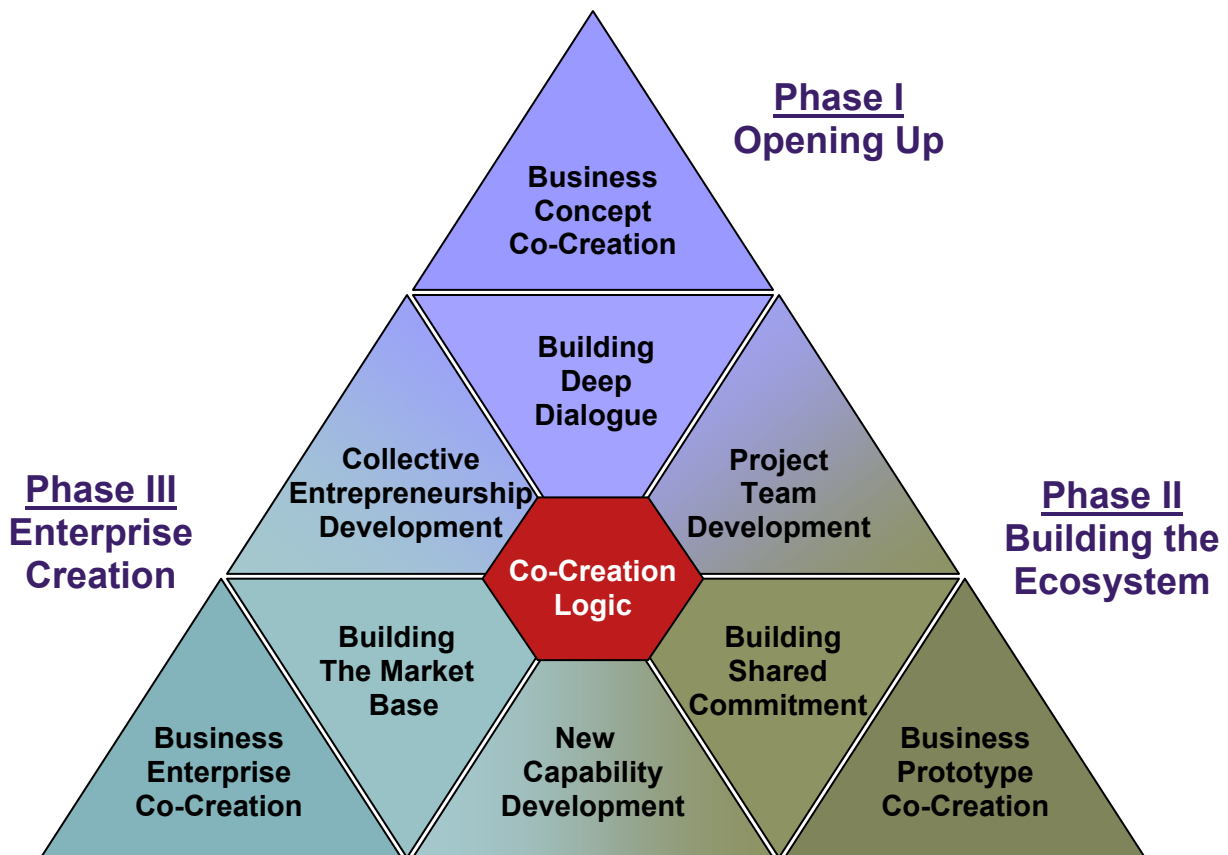 Phase I
Opening Up
Business
Concept
Co-Creation
Building
Deep
Dialogue
Collective
Entrepreneurship
Development
Project
Team
Development
Phase III
Enterprise
Creation
Phase II
Building the
Ecosystem
Co-Creation
Logic
Building
The Market
Base
Building
Shared
Commitment
Business
Enterprise
Co-Creation
New
Capability
Development
Business
Prototype
Co-Creation